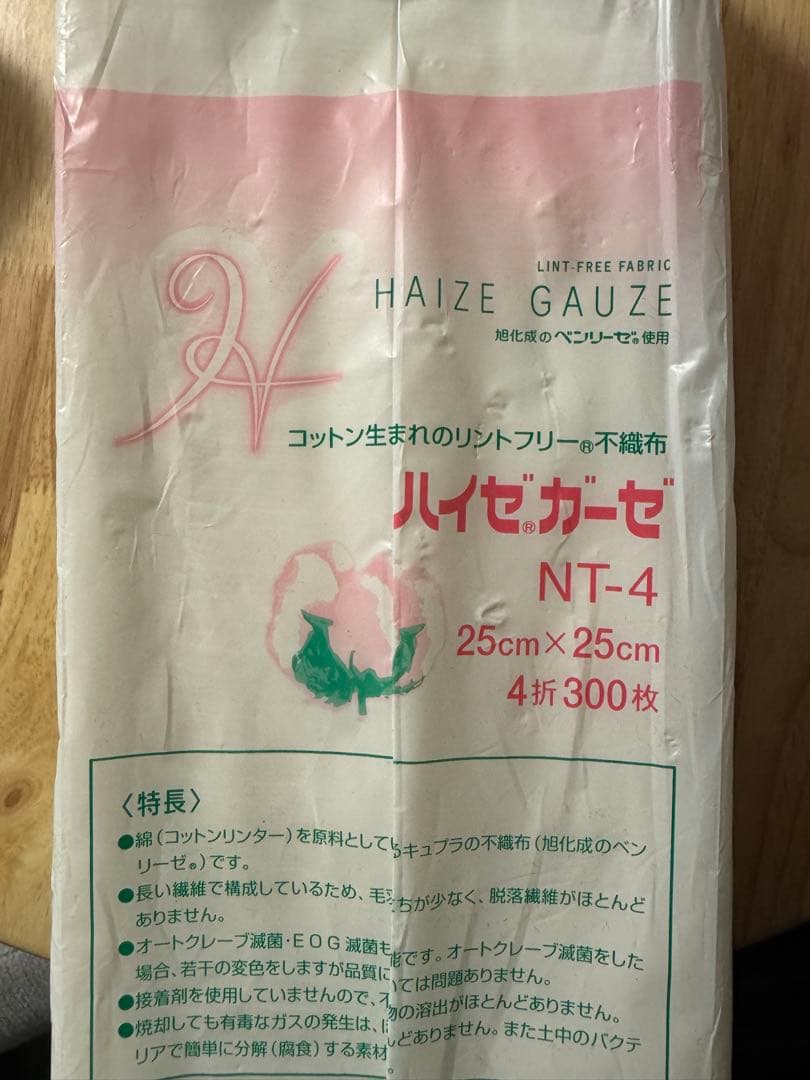 LINT-FREE FABRIC
HAIZE GAUZE
旭化成のベンリーゼ®使用
コットン生まれのリントフリー®不織布
ハイゼ®ガーゼ
NT-4
25cm×25cm
4折300枚
〈特長〉
●綿(コットンリンター)を原料としているキュプラの不織布(旭化成のベン
リーゼ®)です。
●長い繊維で構成しているため、毛羽立ちが少なく、脱落繊維がほとんど
ありません。
●オートクレーブ滅菌・EOG滅菌も 能です。オートクレーブ滅菌をした
場合、若干の変色をしますが品質に ては問題ありません。
●接着剤を使用していませんので、不 物の溶出がほとんどありません。
●焼却しても有毒なガスの発生は、ほとんどありません。また土中のバクテ
リアで簡単に分解(腐食)する素材